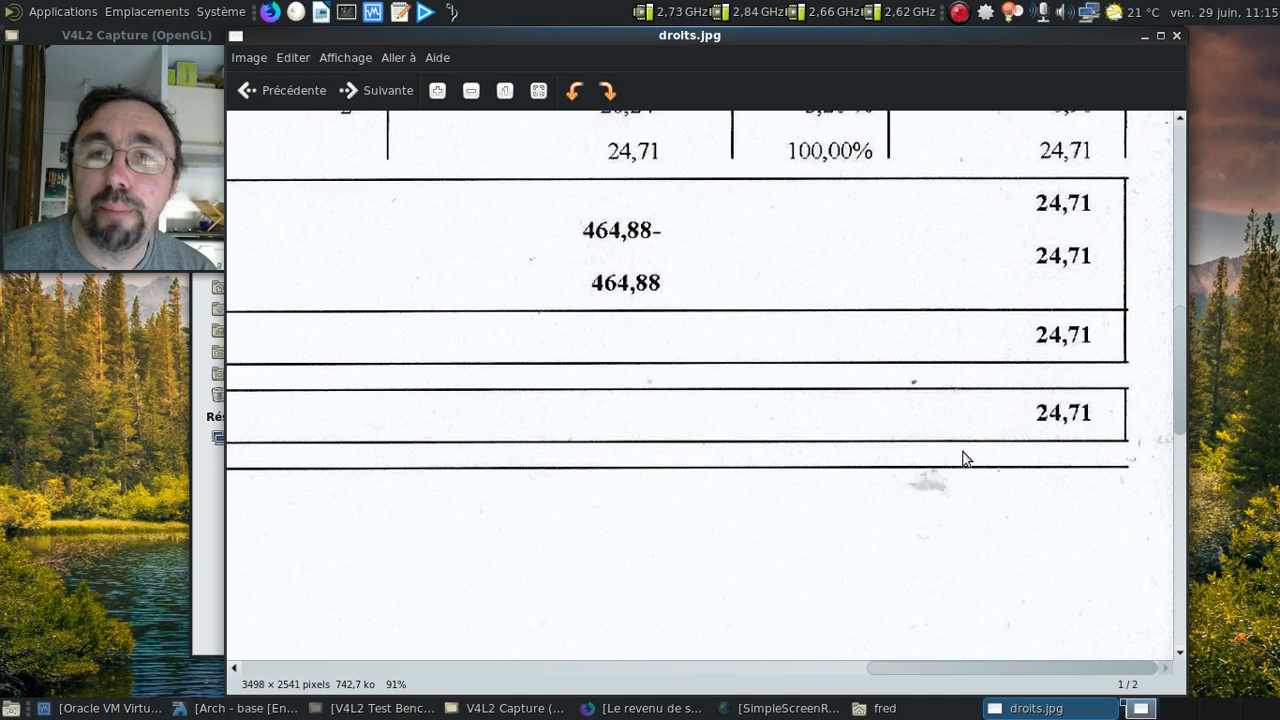 Applications Emplacements Système 2,73 GHz 2,84 GHz 2,66 GHz 2,62 GHz 21 °C ven. 29 juin, 11:15
V4L2 Capture (OpenGL)
droits.jpg
Image Editer Affichage Aller à Aide
Précédente Suivante
24,71 100,00% 24,71
24,71
464,88-
24,71
464,88
24,71
24,71
Rés
3498 × 2541 pixels 742,7 ko 91% 1 / 2
[Oracle VM Virtu... [Arch - base [En... [V4L2 Test Benc... V4L2 Capture (... [Le revenu de s... [SimpleScreenR... fred droits.jpg